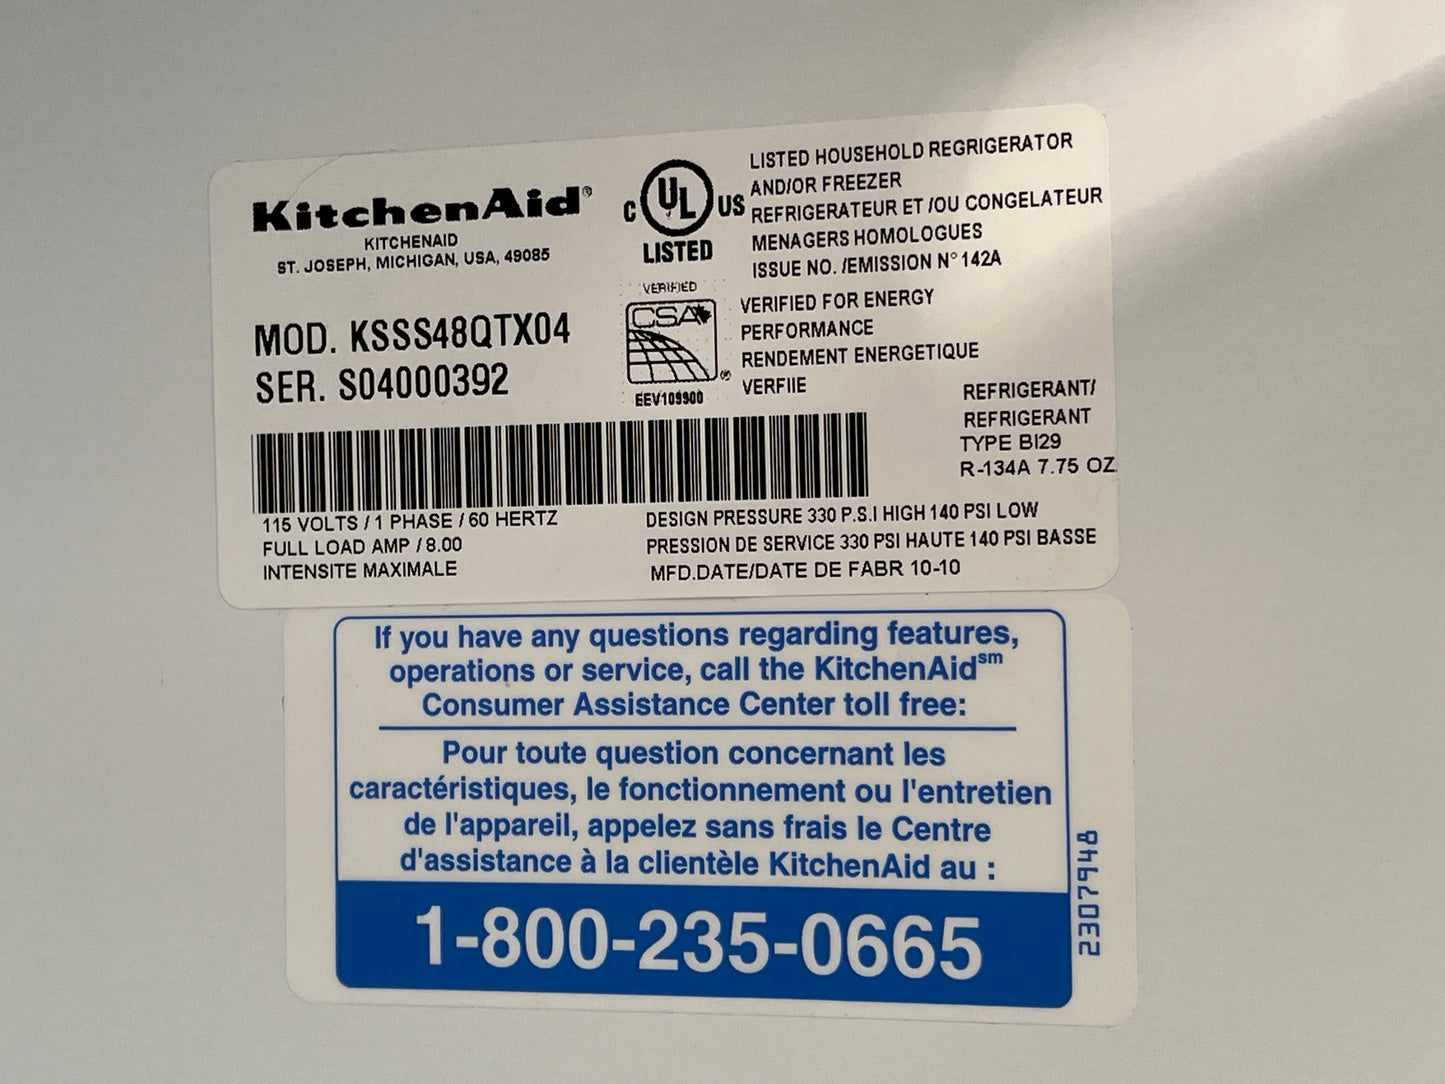 KitchenAid®
KITCHENAID
ST. JOSEPH, MICHIGAN, USA, 49085
MOD. KSSS48QTX04
SER. S04000392
C UL US
LISTED
LISTED HOUSEHOLD REGRIGERATOR
AND/OR FREEZER
REFRIGERATEUR ET /OU CONGELATEUR
MENAGERS HOMOLOGUES
ISSUE NO. /EMISSION N° 142A
VERIFIED
CSA
®
EEV109900
VERIFIED FOR ENERGY
PERFORMANCE
RENDEMENT ENERGETIQUE
VERFIIE
REFRIGERANT/
REFRIGERANT
TYPE BI29
R-134A 7.75 OZ
115 VOLTS / 1 PHASE / 60 HERTZ
FULL LOAD AMP / 8.00
INTENSITE MAXIMALE
DESIGN PRESSURE 330 P.S.I HIGH 140 PSI LOW
PRESSION DE SERVICE 330 PSI HAUTE 140 PSI BASSE
MFD.DATE/DATE DE FABR 10-10
If you have any questions regarding features,
operations or service, call the KitchenAid℠
Consumer Assistance Center toll free:
Pour toute question concernant les
caractéristiques, le fonctionnement ou l'entretien
de l'appareil, appelez sans frais le Centre
d'assistance à la clientèle KitchenAid au :
1-800-235-0665
2307948